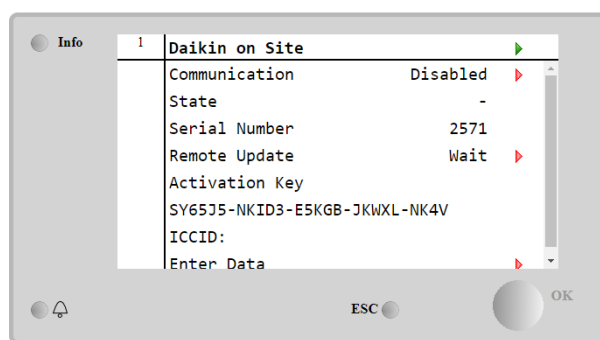 Info
1 Daikin on Site
Communication Disabled
State -
Serial Number 2571
Remote Update Wait
Activation Key
SY65J5-NKID3-E5KGB-JKWXL-NK4V
ICCID:
Enter Data
ESC
OK